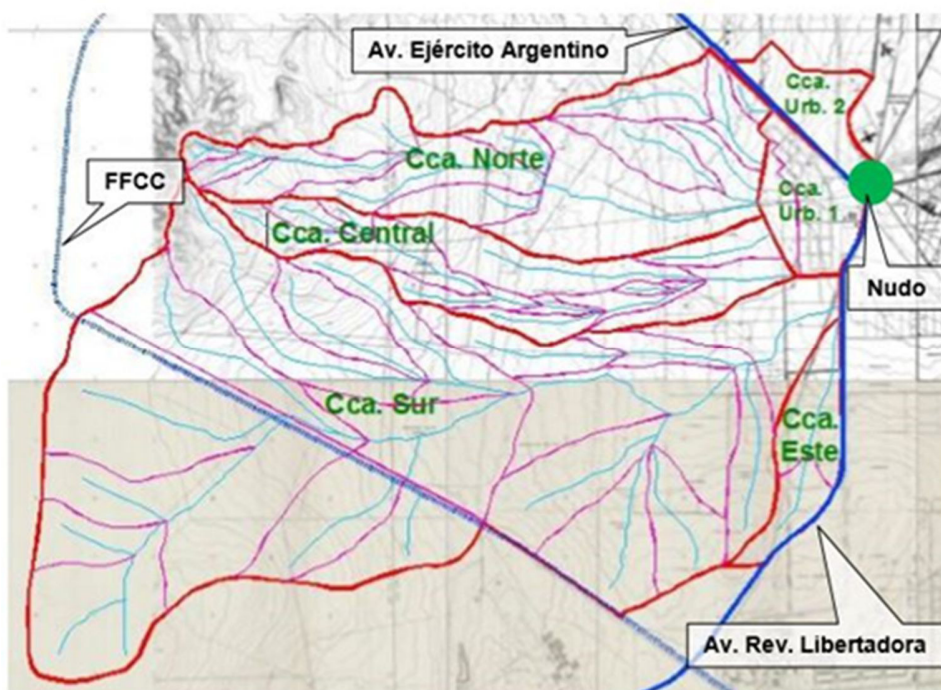 Av. Ejército Argentino
Cca.
Urb. 2
FFCC
Cca. Norte
Cca.
Urb. 1
Cca. Central
Nudo
Cca. Sur
Cca.
Este
Av. Rev. Libertadora